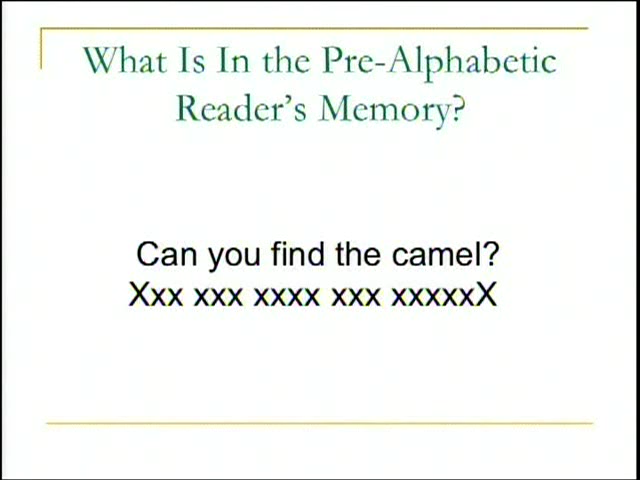 What Is In the Pre-Alphabetic
Reader's Memory?
Can you find the camel?
Xxx xxx xxxx xxx xxxxxX